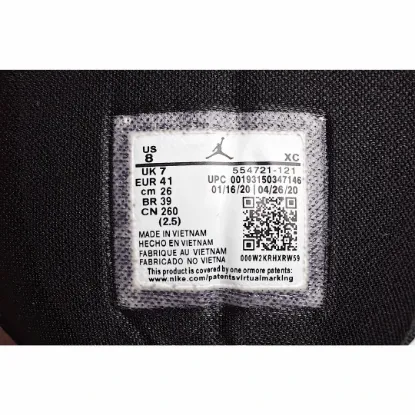 US
8
XC
UK 7
554721-121
EUR 41
UPC 00193150347146
cm 26
01/16/20 | 04/26/20
BR 39
CN 260
(2.5)
MADE IN VIETNAM
HECHO EN VIETNAM
FABRIQUE AU VIETNAM
FABRICADO NO VIETNA
000W2KRHXRW59
This product is covered by one ormore patents:
www.nike.com/patentsvirtualmarking